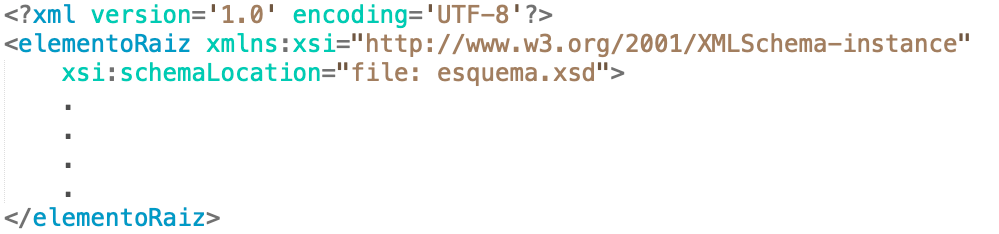 <?xml version='1.0' encoding='UTF-8'?>
<elementoRaiz xmlns:xsi="http://www.w3.org/2001/XMLSchema-instance"
xsi:schemaLocation="file: esquema.xsd">
.
.
.
.
</elementoRaiz>